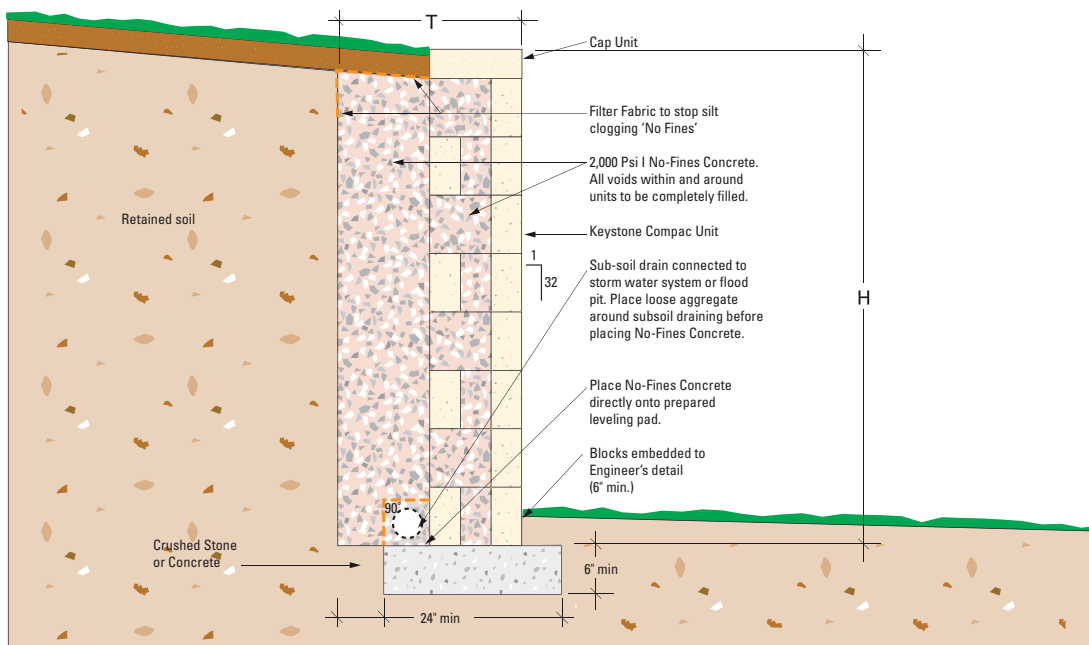 T
Cap Unit
Filter Fabric to stop silt
clogging 'No Fines'
2,000 Psi I No-Fines Concrete.
All voids within and around
units to be completely filled.
Retained soil
Keystone Compac Unit
1
32
Sub-soil drain connected to
storm water system or flood
pit. Place loose aggregate
around subsoil draining before
placing No-Fines Concrete.
H
Place No-Fines Concrete
directly onto prepared
leveling pad.
Blocks embedded to
Engineer's detail
(6" min.)
90°
Crushed Stone
or Concrete
6" min
24" min